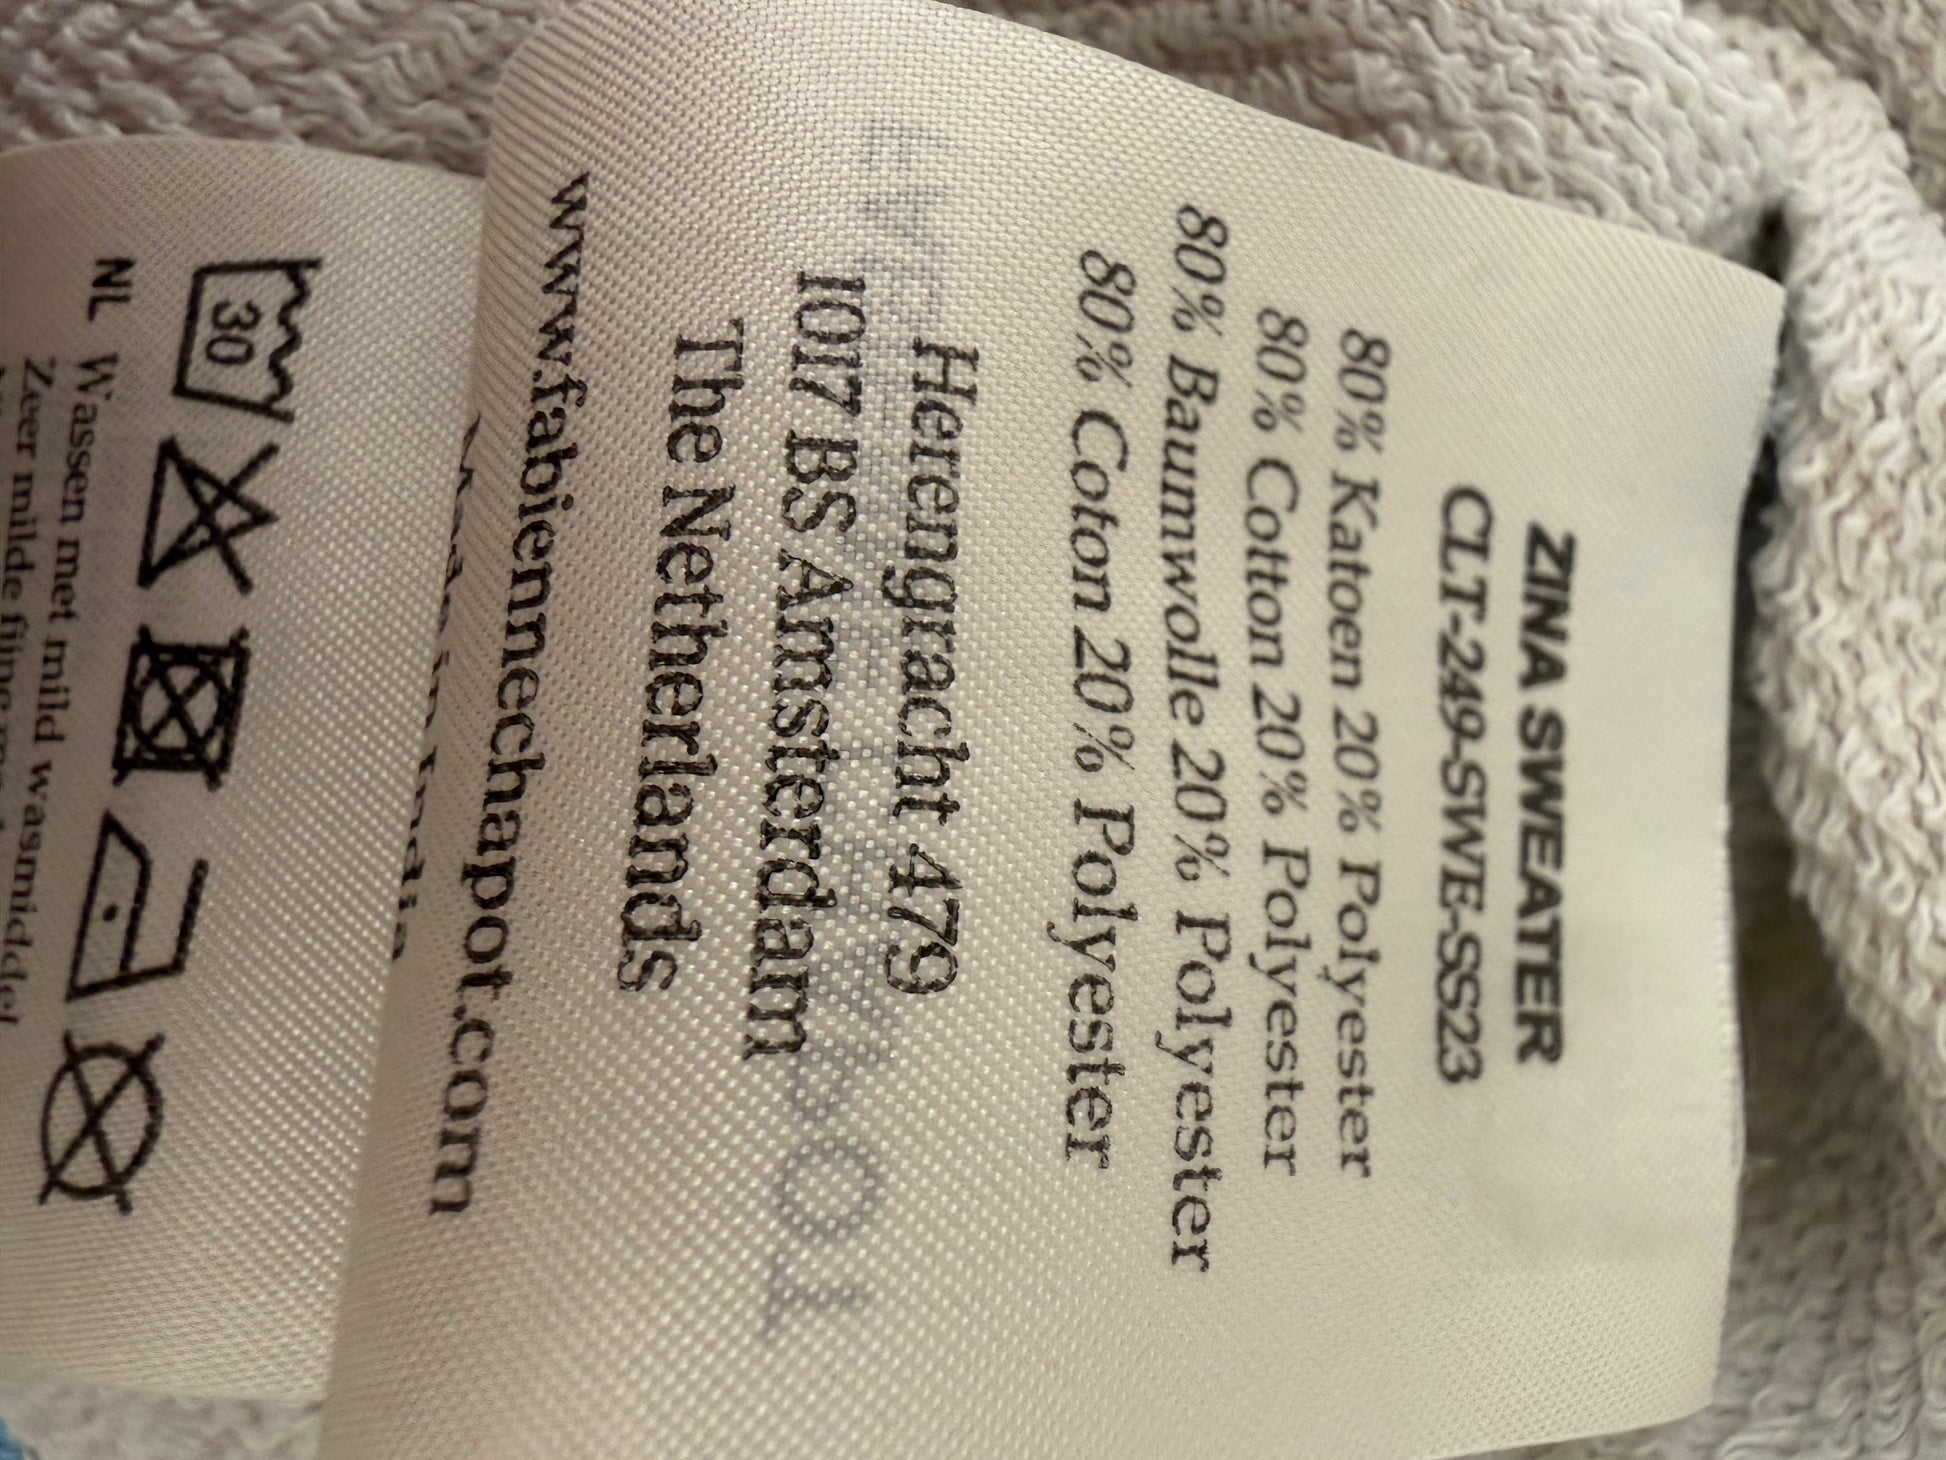 ZINA SWEATER
CLT-249-SWE-SS23
80% Katoen 20% Polyester
80% Cotton 20% Polyester
80% Baumwolle 20% Polyester
80% Coton 20% Polyester
Herengracht 479
1017 BS Amsterdam
The Netherlands
www.fabiennechapot.com
30
NL Wassen met mild wasmiddel
Zeer milde fijne